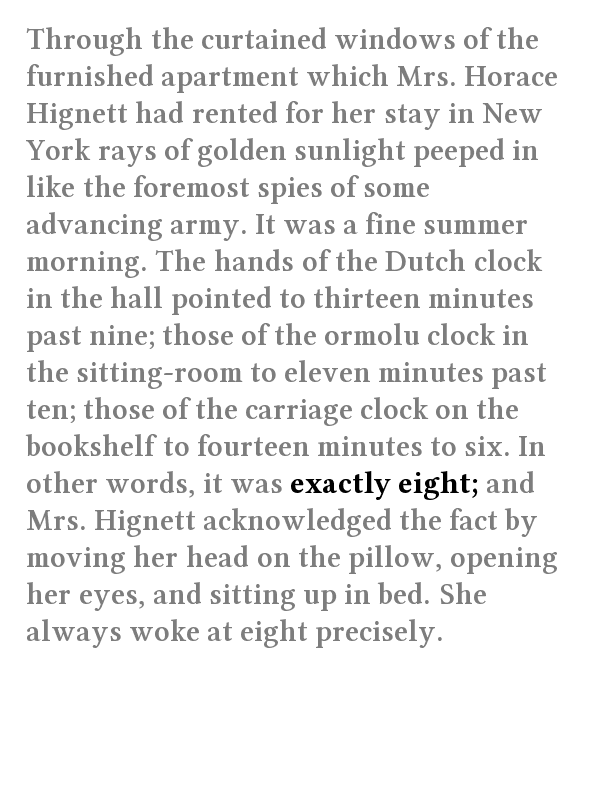 Through the curtained windows of the
furnished apartment which Mrs. Horace
Hignett had rented for her stay in New
York rays of golden sunlight peeped in
like the foremost spies of some
advancing army. It was a fine summer
morning. The hands of the Dutch clock
in the hall pointed to thirteen minutes
past nine; those of the ormolu clock in
the sitting-room to eleven minutes past
ten; those of the carriage clock on the
bookshelf to fourteen minutes to six. In
other words, it was exactly eight; and
Mrs. Hignett acknowledged the fact by
moving her head on the pillow, opening
her eyes, and sitting up in bed. She
always woke at eight precisely.